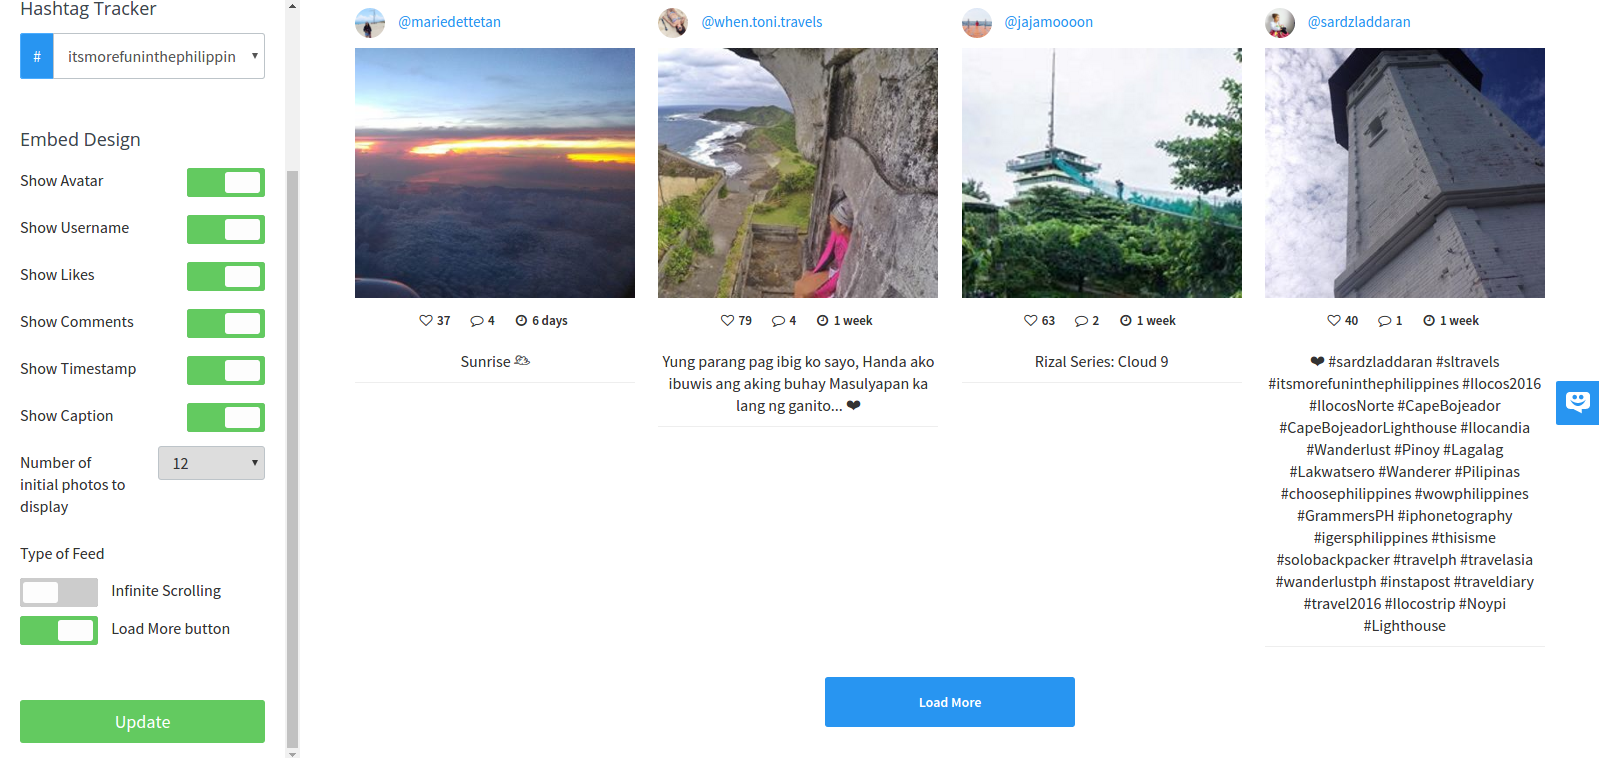 Hashtag Tracker
# itsmorefuninthephilippin
Embed Design
Show Avatar
Show Username
Show Likes
Show Comments
Show Timestamp
Show Caption
Number of
initial photos to
display
12
Type of Feed
Infinite Scrolling
Load More button
Update
@mariedettetan
37 4 6 days
Sunrise
@when.toni.travels
79 4 1 week
Yung parang pag ibig ko sayo, Handa ako
ibuwis ang aking buhay Masulyapan ka
lang ng ganito... ❤
@jajamoooon
63 2 1 week
Rizal Series: Cloud 9
@sardzladdaran
40 1 1 week
❤ #sardzladdaran #sltravels
#itsmorefuninthephilippines #Ilocos2016
#IlocosNorte #CapeBojeador
#CapeBojeadorLighthouse #Ilocandia
#Wanderlust #Pinoy #Lagalag
#Lakwatsero #Wanderer #Pilipinas
#choosephilippines #wowphilippines
#GrammersPH #iphonetography
#igersphilippines #thisisme
#solobackpacker #travelph #travelasia
#wanderlustph #instapost #traveldiary
#travel2016 #Ilocostrip #Noypi
#Lighthouse
Load More